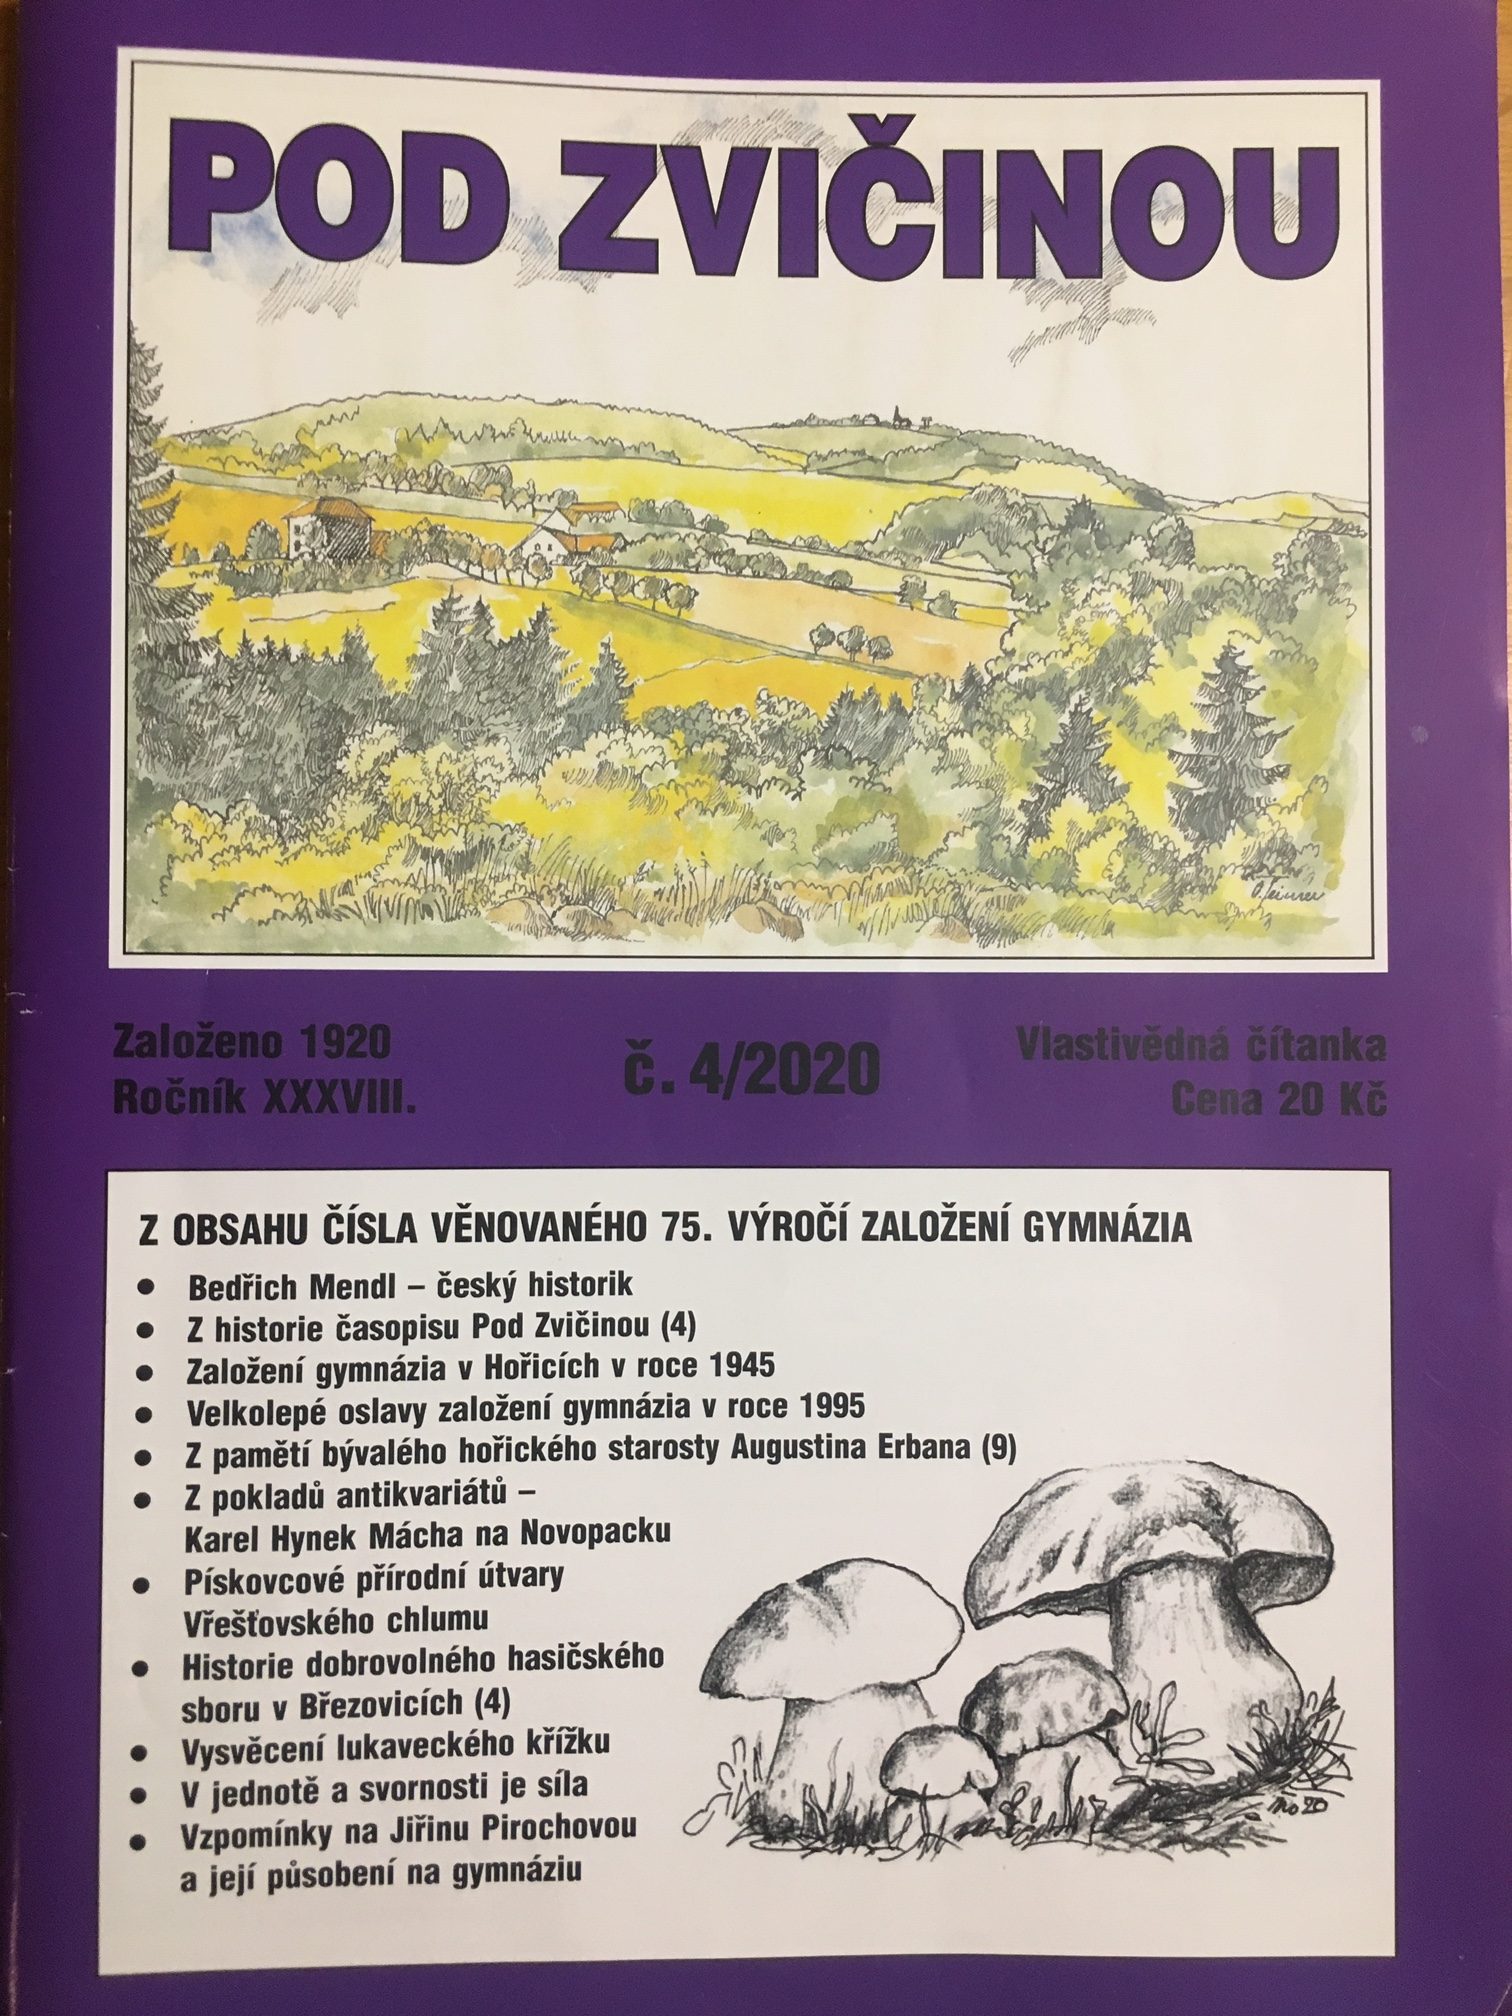 POD ZVIČINOU
Založeno 1920
Ročník XXXVIII.
č. 4/2020
Vlastivědná čítanka
Cena 20 Kč
Z OBSAHU ČÍSLA VĚNOVANÉHO 75. VÝROČÍ ZALOŽENÍ GYMNÁZIA
• Bedřich Mendl – český historik
• Z historie časopisu Pod Zvičinou (4)
• Založení gymnázia v Hořicích v roce 1945
• Velkolepé oslavy založení gymnázia v roce 1995
• Z pamětí bývalého hořického starosty Augustina Erbana (9)
• Z pokladů antikvariátů –
Karel Hynek Mácha na Novopacku
• Pískovcové přírodní útvary
Vřešťovského chlumu
• Historie dobrovolného hasičského
sboru v Březovicích (4)
• Vysvěcení lukaveckého křížku
• V jednotě a svornosti je síla
• Vzpomínky na Jiřinu Pirochovou
a její působení na gymnáziu